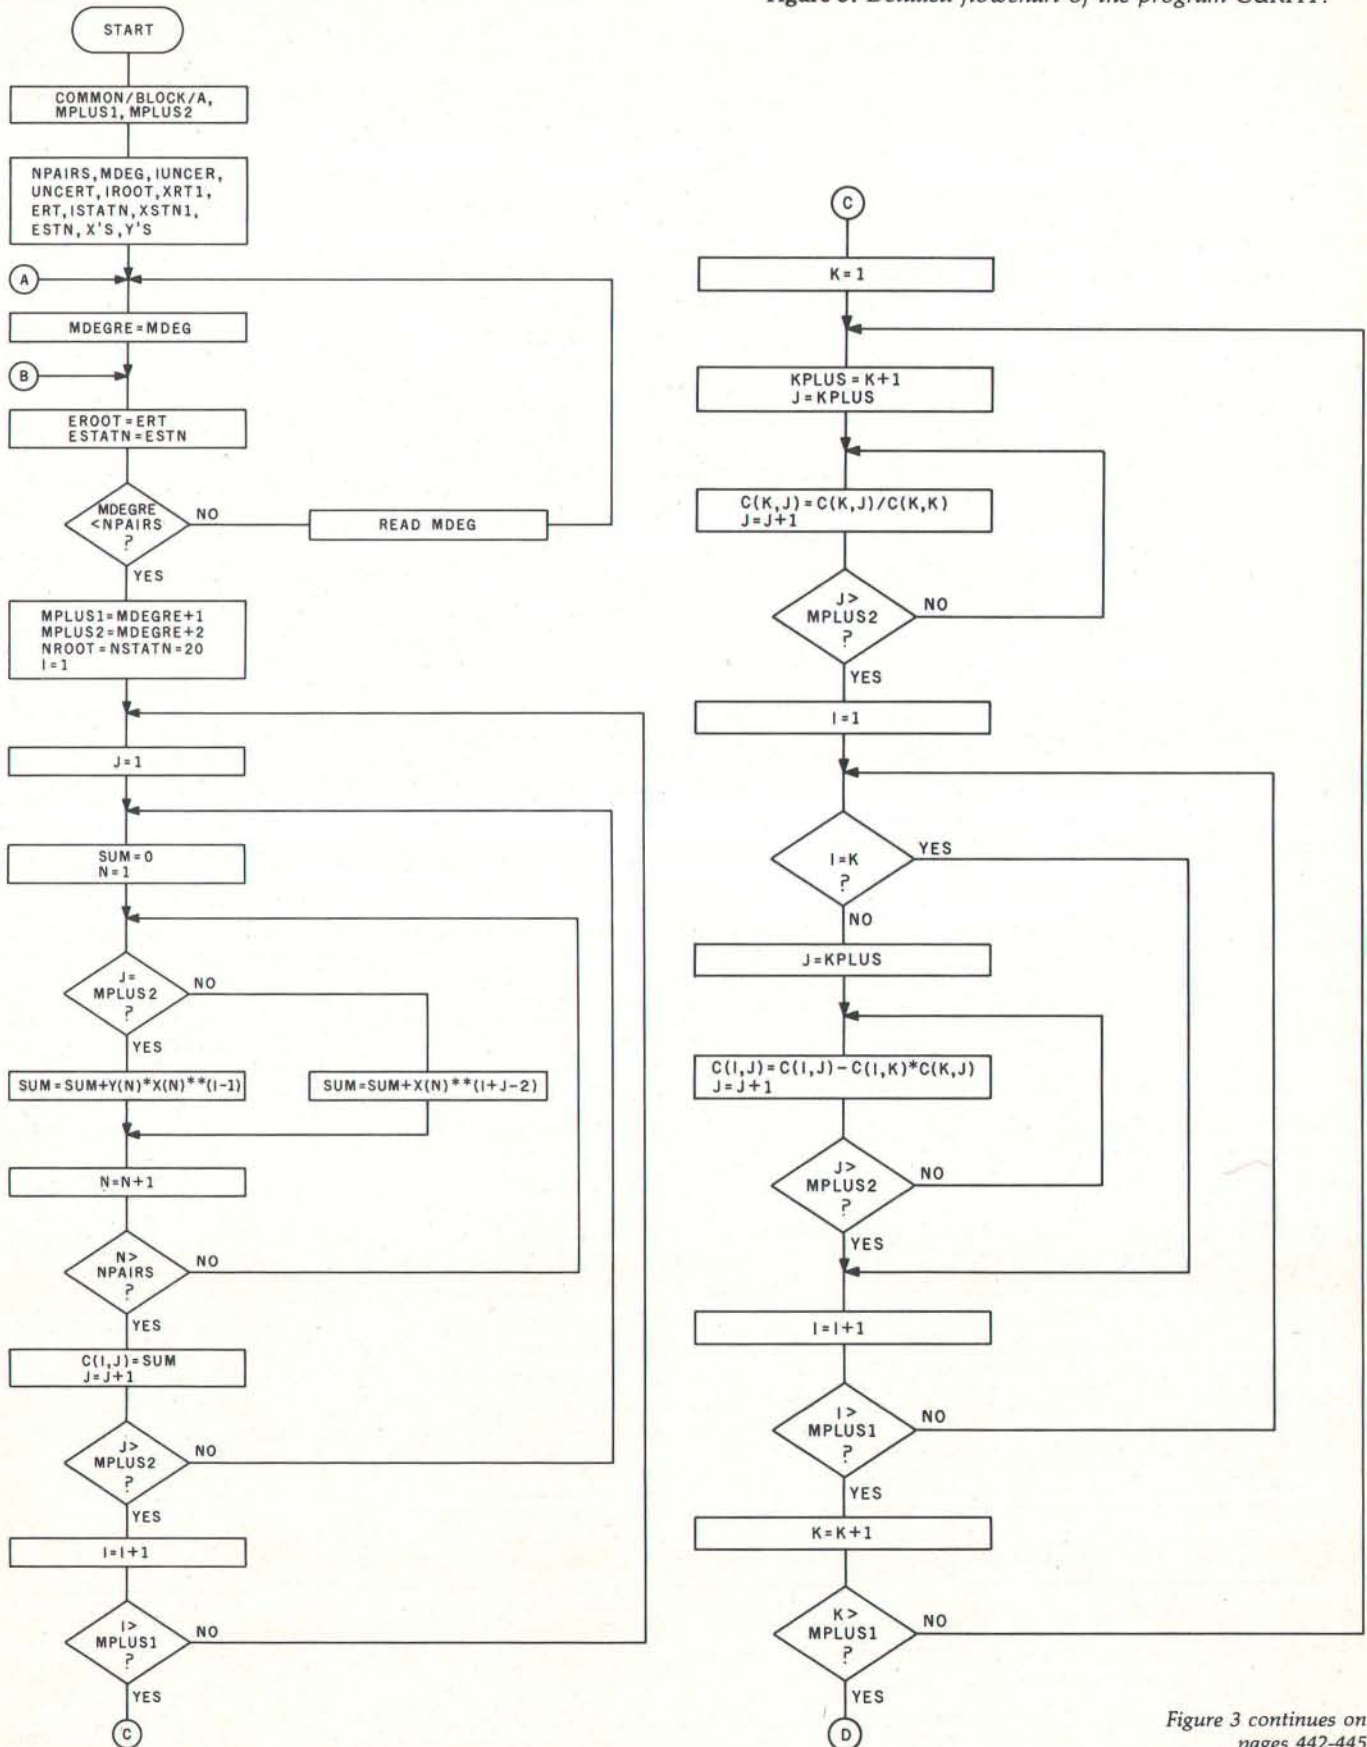 Figure 3: Detailed flowchart of the program
START
COMMON/BLOCK/A,
MPLUS1, MPLUS2
NPAIRS,MDEG,IUNCER,
UNCERT,IROOT,XRT1,
ERT,ISTATN,XSTN1,
ESTN,X'S,Y'S
A
MDEGRE=MDEG
B
EROOT=ERT
ESTATN=ESTN
MDEGRE
<NPAIRS
?
NO
READ MDEG
YES
MPLUS1=MDEGRE+1
MPLUS2=MDEGRE+2
NROOT=NSTATN=20
I=1
J=1
SUM=0
N=1
J=
MPLUS2
?
NO
YES
SUM=SUM+Y(N)*X(N)**(I-1)
SUM=SUM+X(N)**(I+J-2)
N=N+1
N>
NPAIRS
?
NO
YES
C(I,J)=SUM
J=J+1
J>
MPLUS2
?
NO
YES
I=I+1
I>
MPLUS1
?
NO
YES
C
C
K=1
KPLUS=K+1
J=KPLUS
C(K,J)=C(K,J)/C(K,K)
J=J+1
J>
MPLUS2
?
NO
YES
I=1
I=K
?
YES
NO
J=KPLUS
C(I,J)=C(I,J)-C(I,K)*C(K,J)
J=J+1
J>
MPLUS2
?
NO
YES
I=I+1
I>
MPLUS1
?
NO
YES
K=K+1
K>
MPLUS1
?
NO
YES
D
Figure 3 continues on
pages 442-445